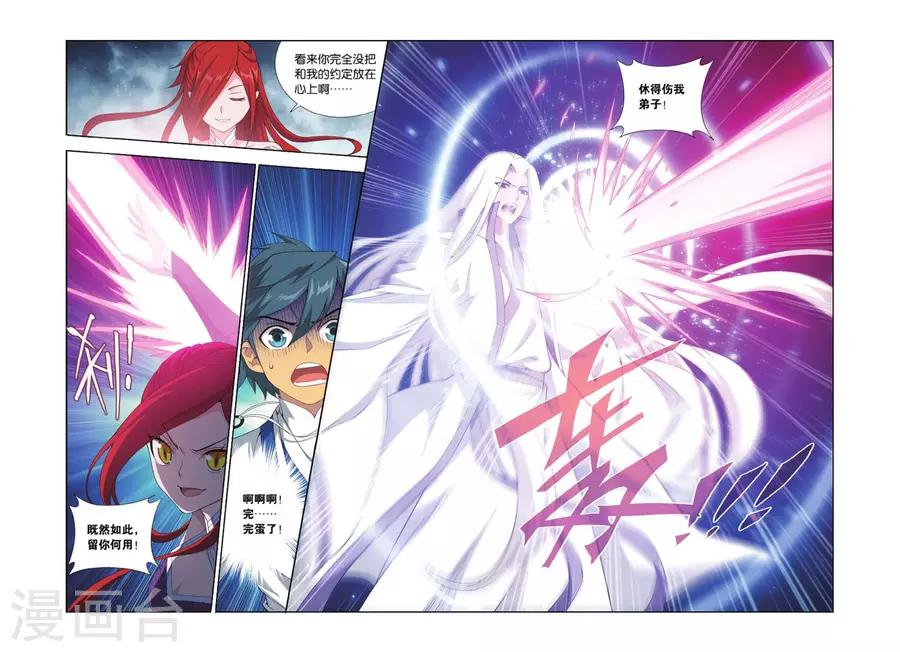 看来你完全没把
和我的约定放在
心上啊……
唰！
既然如此，
留你何用！
啊啊啊！
完……
完蛋了！
休得伤我
弟子！
轰！！！
漫画台